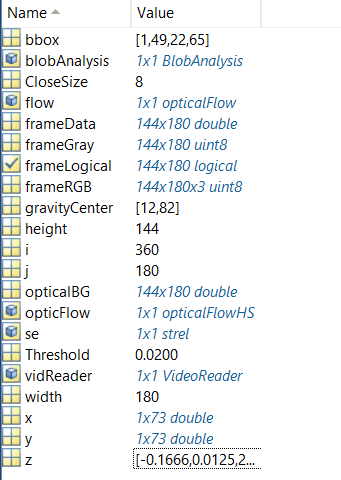 Name Value
bbox [1,49,22,65]
blobAnalysis 1x1 BlobAnalysis
CloseSize 8
flow 1x1 opticalFlow
frameData 144x180 double
frameGray 144x180 uint8
frameLogical 144x180 logical
frameRGB 144x180x3 uint8
gravityCenter [12,82]
height 144
i 360
j 180
opticalBG 144x180 double
opticFlow 1x1 opticalFlowHS
se 1x1 strel
Threshold 0.0200
vidReader 1x1 VideoReader
width 180
x 1x73 double
y 1x73 double
z [-0.1666,0.0125,2...